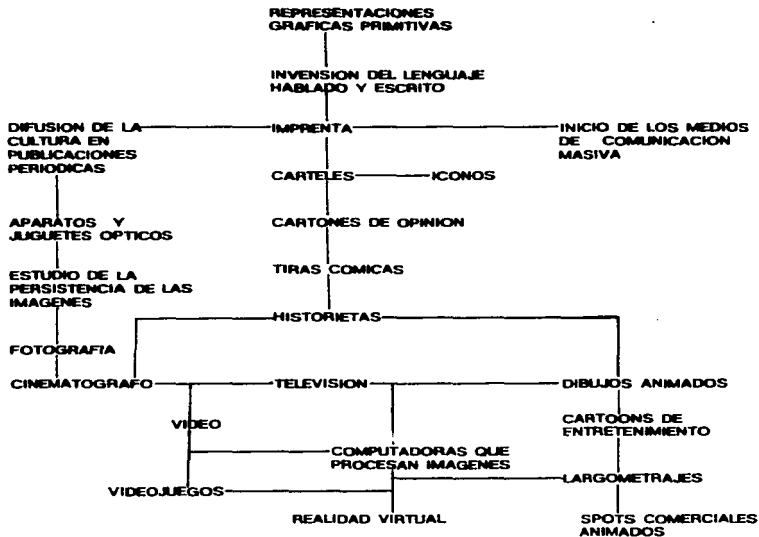 REPRESENTACIONES
GRAFICAS PRIMITIVAS
INVENSION DEL LENGUAJE
HABLADO Y ESCRITO
DIFUSION DE LA
CULTURA EN
PUBLICACIONES
PERIODICAS
IMPRENTA
INICIO DE LOS MEDIOS
DE COMUNICACION
MASIVA
CARTELES
ICONOS
APARATOS Y
JUGUETES OPTICOS
CARTONES DE OPINION
ESTUDIO DE LA
PERSISTENCIA DE LAS
IMAGENES
TIRAS COMICAS
HISTORIETAS
FOTOGRAFIA
CINEMATOGRAFO
TELEVISION
DIBUJOS ANIMADOS
VIDEO
CARTOONS DE
ENTRETENIMIENTO
COMPUTADORAS QUE
PROCESAN IMAGENES
LARGOMETRAJES
VIDEOJUEGOS
REALIDAD VIRTUAL
SPOTS COMERCIALES
ANIMADOS